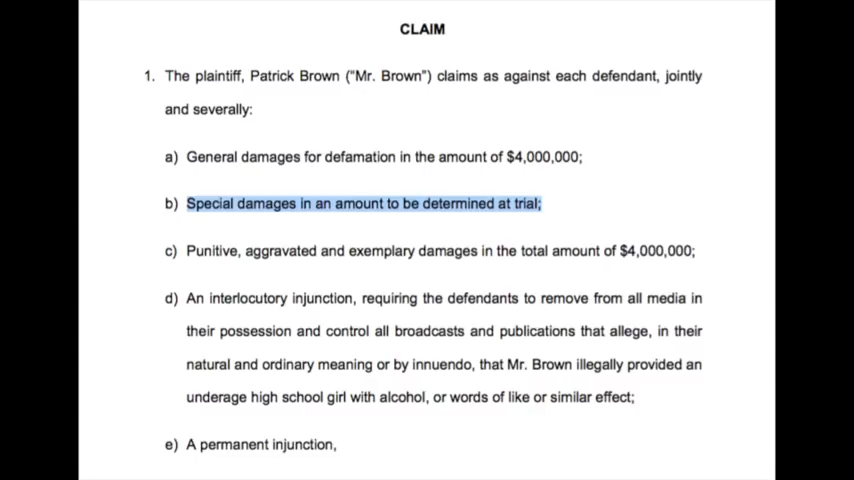 CLAIM
1. The plaintiff, Patrick Brown ("Mr. Brown") claims as against each defendant, jointly
and severally:
a) General damages for defamation in the amount of $4,000,000;
b) Special damages in an amount to be determined at trial;
c) Punitive, aggravated and exemplary damages in the total amount of $4,000,000;
d) An interlocutory injunction, requiring the defendants to remove from all media in
their possession and control all broadcasts and publications that allege, in their
natural and ordinary meaning or by innuendo, that Mr. Brown illegally provided an
underage high school girl with alcohol, or words of like or similar effect;
e) A permanent injunction,